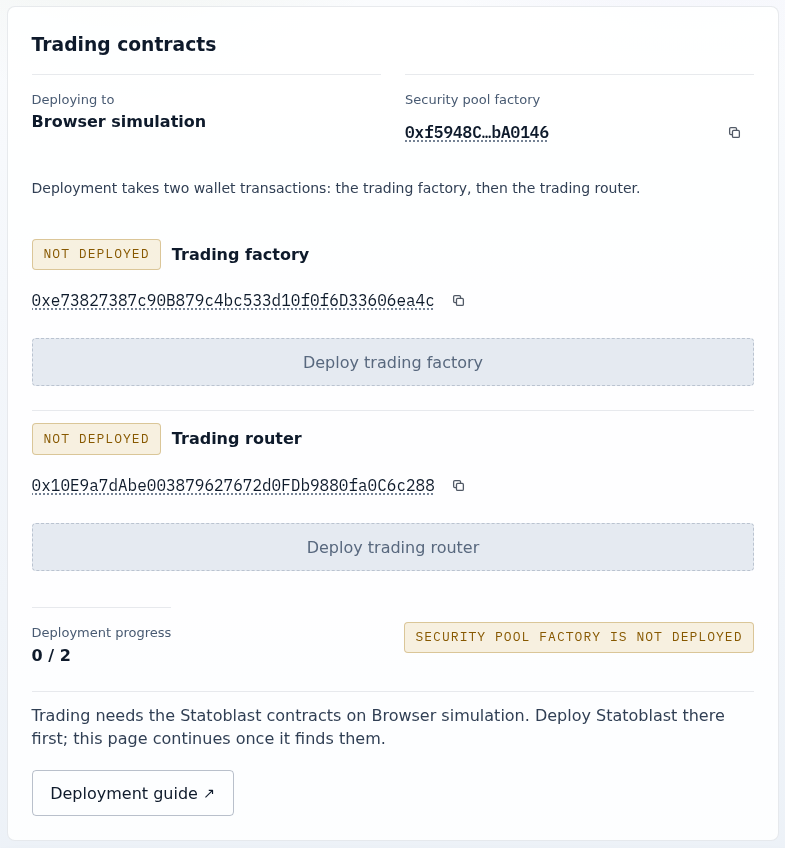 Trading contracts
Deploying to
Browser simulation
Security pool factory
0xf5948C…bA0146
Deployment takes two wallet transactions: the trading factory, then the trading router.
NOT DEPLOYED Trading factory
0xe73827387c90B879c4bc533d10f0f6D33606ea4c
Deploy trading factory
NOT DEPLOYED Trading router
0x10E9a7dAbe003879627672d0FDb9880fa0C6c288
Deploy trading router
Deployment progress
0 / 2
SECURITY POOL FACTORY IS NOT DEPLOYED
Trading needs the Statoblast contracts on Browser simulation. Deploy Statoblast there
first; this page continues once it finds them.
Deployment guide ↗